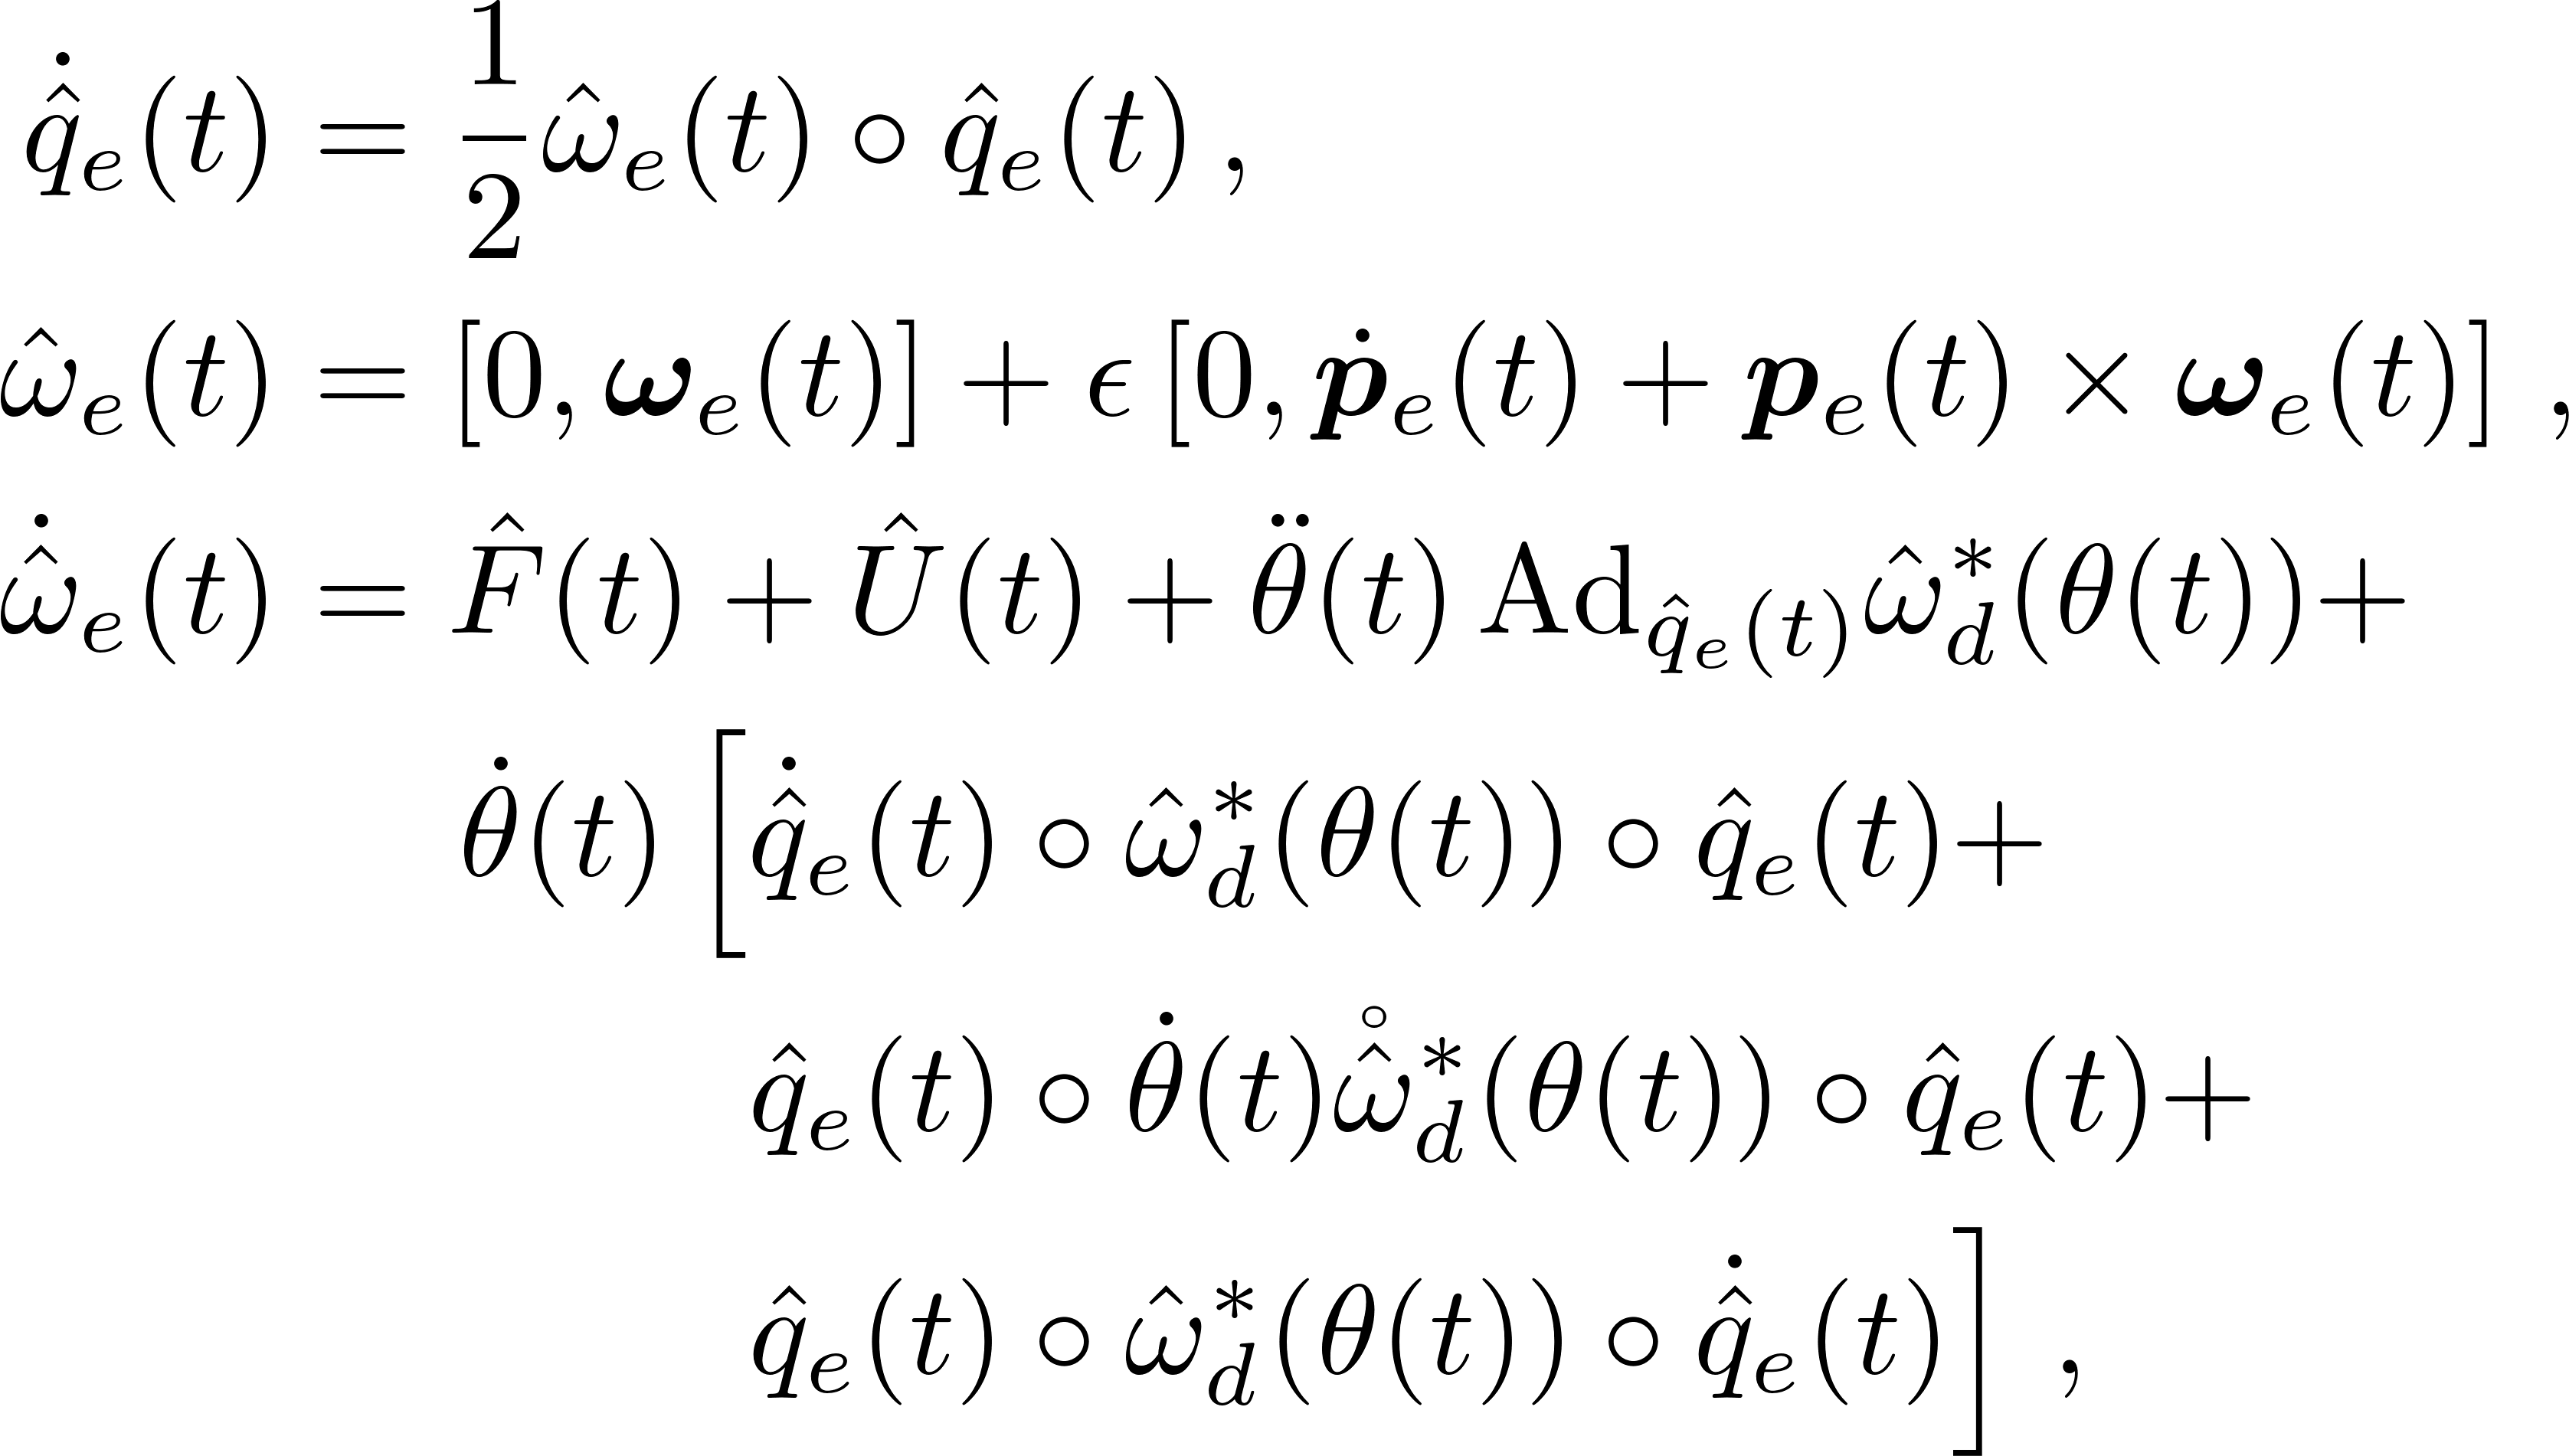 $\dot{\hat{q}}_e(t) = \frac{1}{2}\hat{\omega}_e(t) \circ \hat{q}_e(t)\,,$
$\hat{\omega}_e(t) = [0, \boldsymbol{\omega}_e(t)] + \epsilon\,[0, \dot{\boldsymbol{p}}_e(t) + \boldsymbol{p}_e(t) \times \boldsymbol{\omega}_e(t)]\,,$
$\dot{\hat{\omega}}_e(t) = \hat{F}(t) + \hat{U}(t) + \ddot{\theta}(t)\,\mathrm{Ad}_{\hat{q}_e(t)}\hat{\omega}_d^*(\theta(t)) +$
$\dot{\theta}(t)\,\Big[\dot{\hat{q}}_e(t) \circ \hat{\omega}_d^*(\theta(t)) \circ \hat{q}_e(t) +$
$\hat{q}_e(t) \circ \dot{\theta}(t)\mathring{\hat{\omega}}_d^*(\theta(t)) \circ \hat{q}_e(t) +$
$\hat{q}_e(t) \circ \hat{\omega}_d^*(\theta(t)) \circ \dot{\hat{q}}_e(t)\Big]\,,$